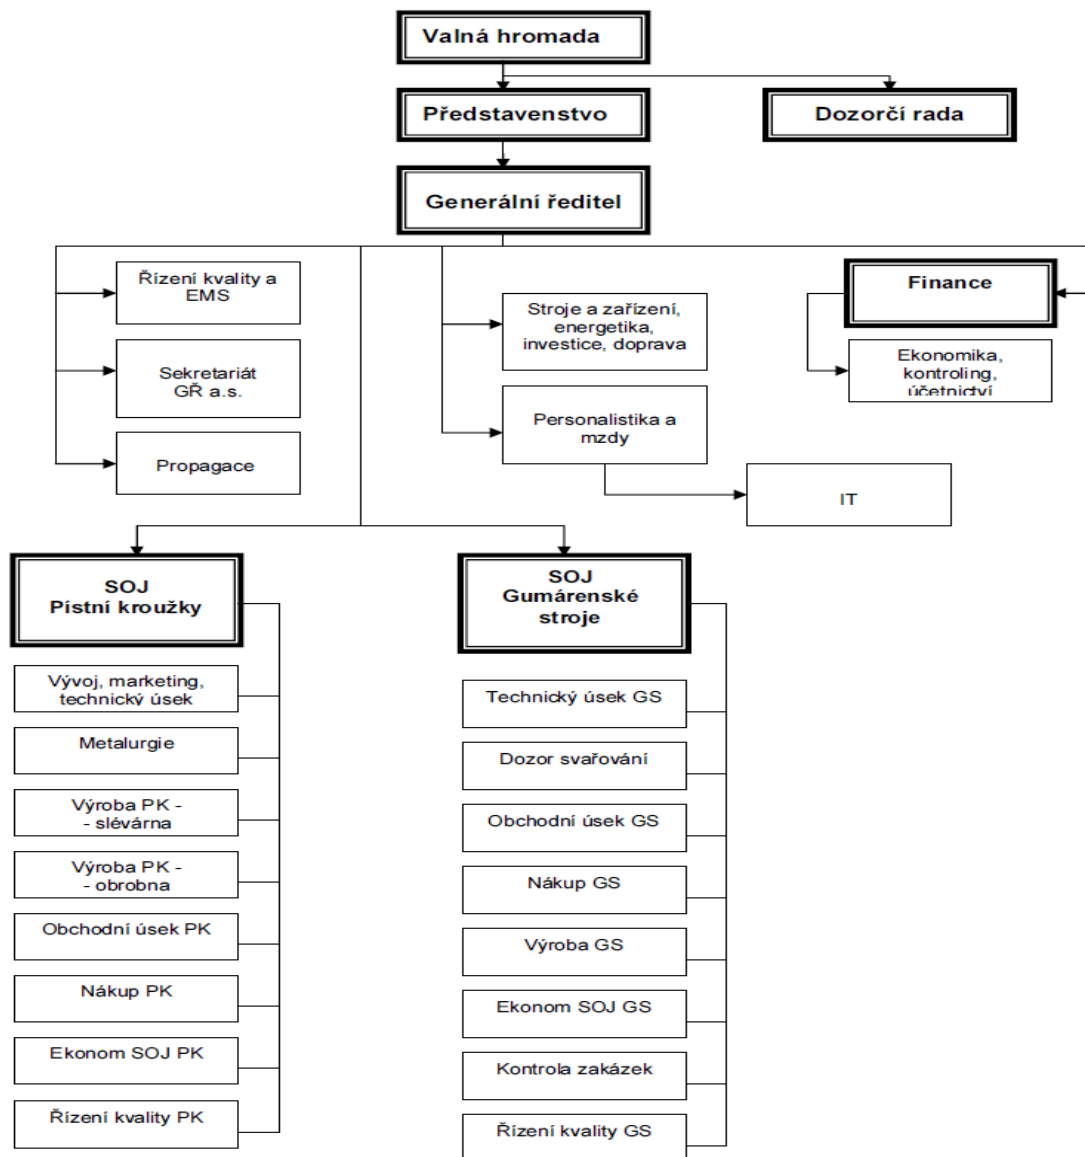 Valná hromada
Představenstvo
Dozorčí rada
Generální ředitel
Řízení kvality a
EMS
Sekretariát
GŘ a.s.
Propagace
Stroje a zařízení,
energetika,
investice, doprava
Personalistika a
mzdy
IT
Finance
Ekonomika,
kontroling,
účetnictví
SOJ
Pístní kroužky
Vývoj, marketing,
technický úsek
Metalurgie
Výroba PK -
- slévárna
Výroba PK -
- obrobna
Obchodní úsek PK
Nákup PK
Ekonom SOJ PK
Řízení kvality PK
SOJ
Gumárenské
stroje
Technický úsek GS
Dozor svařování
Obchodní úsek GS
Nákup GS
Výroba GS
Ekonom SOJ GS
Kontrola zakázek
Řízení kvality GS